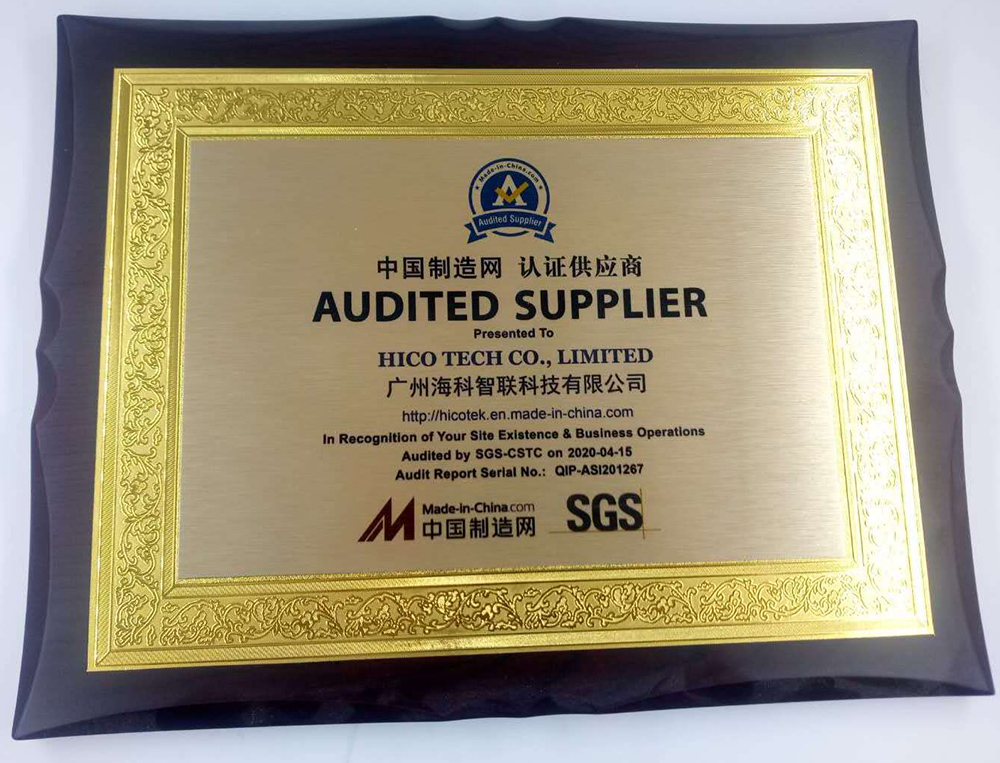 Made-in-China.com
A
Audited Supplier
中国制造网 认证供应商
AUDITED SUPPLIER
Presented To
HICO TECH CO., LIMITED
广州海科智联科技有限公司
http://hicotek.en.made-in-china.com
In Recognition of Your Site Existence & Business Operations
Audited by SGS-CSTC on 2020-04-15
Audit Report Serial No.: QIP-ASI201267
Made-in-China.com
中国制造网
SGS